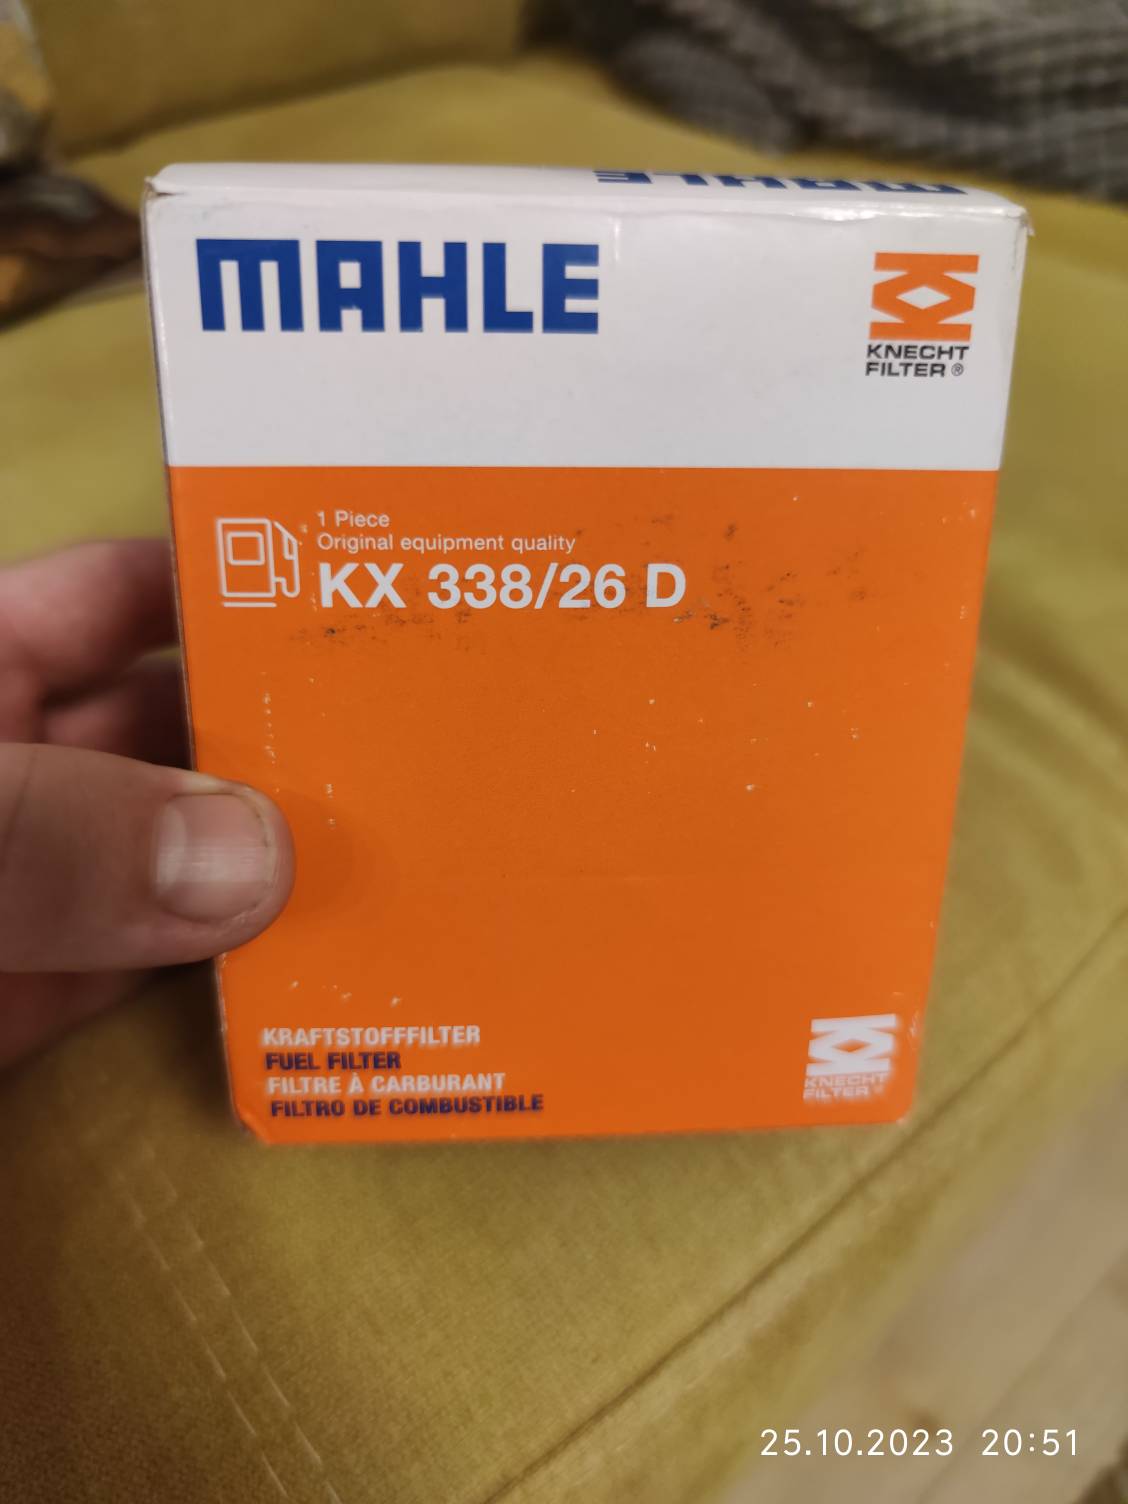 MAHLE
MAHLE
KNECHT
FILTER®
1 Piece
Original equipment quality
KX 338/26 D
KRAFTSTOFFFILTER
FUEL FILTER
FILTRE À CARBURANT
FILTRO DE COMBUSTIBLE
KNECHT
FILTER®
25.10.2023 20:51